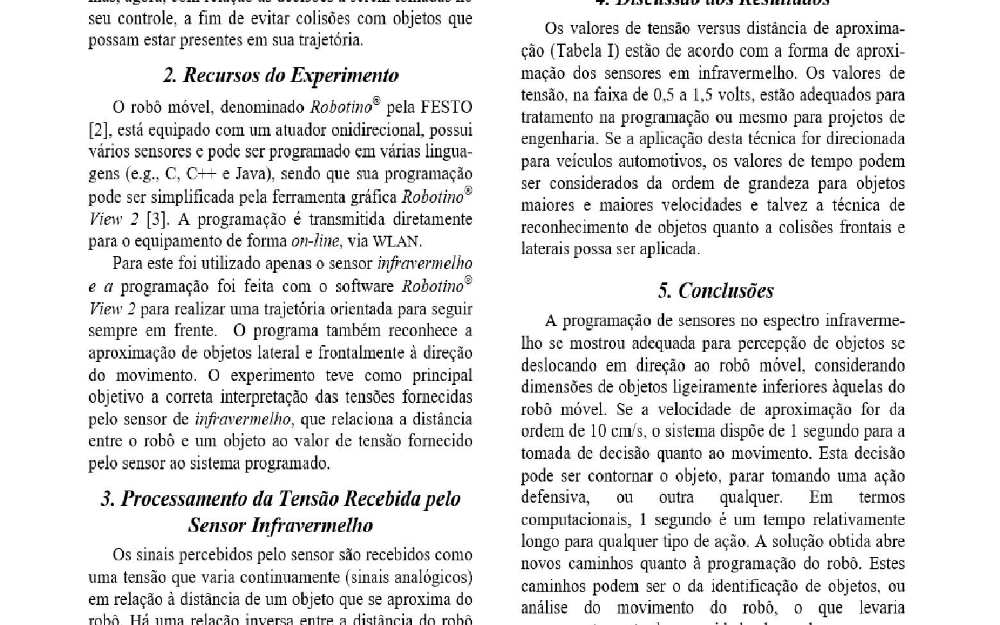 seu controle, a fim de evitar colisões com objetos que
possam estar presentes em sua trajetória.
2. Recursos do Experimento
O robô móvel, denominado Robotino® pela FESTO
[2], está equipado com um atuador onidirecional, possui
vários sensores e pode ser programado em várias lingua-
gens (e.g., C, C++ e Java), sendo que sua programação
pode ser simplificada pela ferramenta gráfica Robotino®
View 2 [3]. A programação é transmitida diretamente
para o equipamento de forma on-line, via WLAN.
Para este foi utilizado apenas o sensor infravermelho
e a programação foi feita com o software Robotino®
View 2 para realizar uma trajetória orientada para seguir
sempre em frente. O programa também reconhece a
aproximação de objetos lateral e frontalmente à direção
do movimento. O experimento teve como principal
objetivo a correta interpretação das tensões fornecidas
pelo sensor de infravermelho, que relaciona a distância
entre o robô e um objeto ao valor de tensão fornecido
pelo sensor ao sistema programado.
3. Processamento da Tensão Recebida pelo
Sensor Infravermelho
Os sinais percebidos pelo sensor são recebidos como
uma tensão que varia continuamente (sinais analógicos)
em relação à distância de um objeto que se aproxima do
robô. Há uma relação inversa entre a distância do robô
4. Discussão dos Resultados
Os valores de tensão versus distância de aproxima-
ção (Tabela I) estão de acordo com a forma de aproxi-
mação dos sensores em infravermelho. Os valores de
tensão, na faixa de 0,5 a 1,5 volts, estão adequados para
tratamento na programação ou mesmo para projetos de
engenharia. Se a aplicação desta técnica for direcionada
para veículos automotivos, os valores de tempo podem
ser considerados da ordem de grandeza para objetos
maiores e maiores velocidades e talvez a técnica de
reconhecimento de objetos quanto a colisões frontais e
laterais possa ser aplicada.
5. Conclusões
A programação de sensores no espectro infraverme-
lho se mostrou adequada para percepção de objetos se
deslocando em direção ao robô móvel, considerando
dimensões de objetos ligeiramente inferiores àquelas do
robô móvel. Se a velocidade de aproximação for da
ordem de 10 cm/s, o sistema dispõe de 1 segundo para a
tomada de decisão quanto ao movimento. Esta decisão
pode ser contornar o objeto, parar tomando uma ação
defensiva, ou outra qualquer. Em termos
computacionais, 1 segundo é um tempo relativamente
longo para qualquer tipo de ação. A solução obtida abre
novos caminhos quanto à programação do robô. Estes
caminhos podem ser o da identificação de objetos, ou
análise do movimento do robô, o que levaria